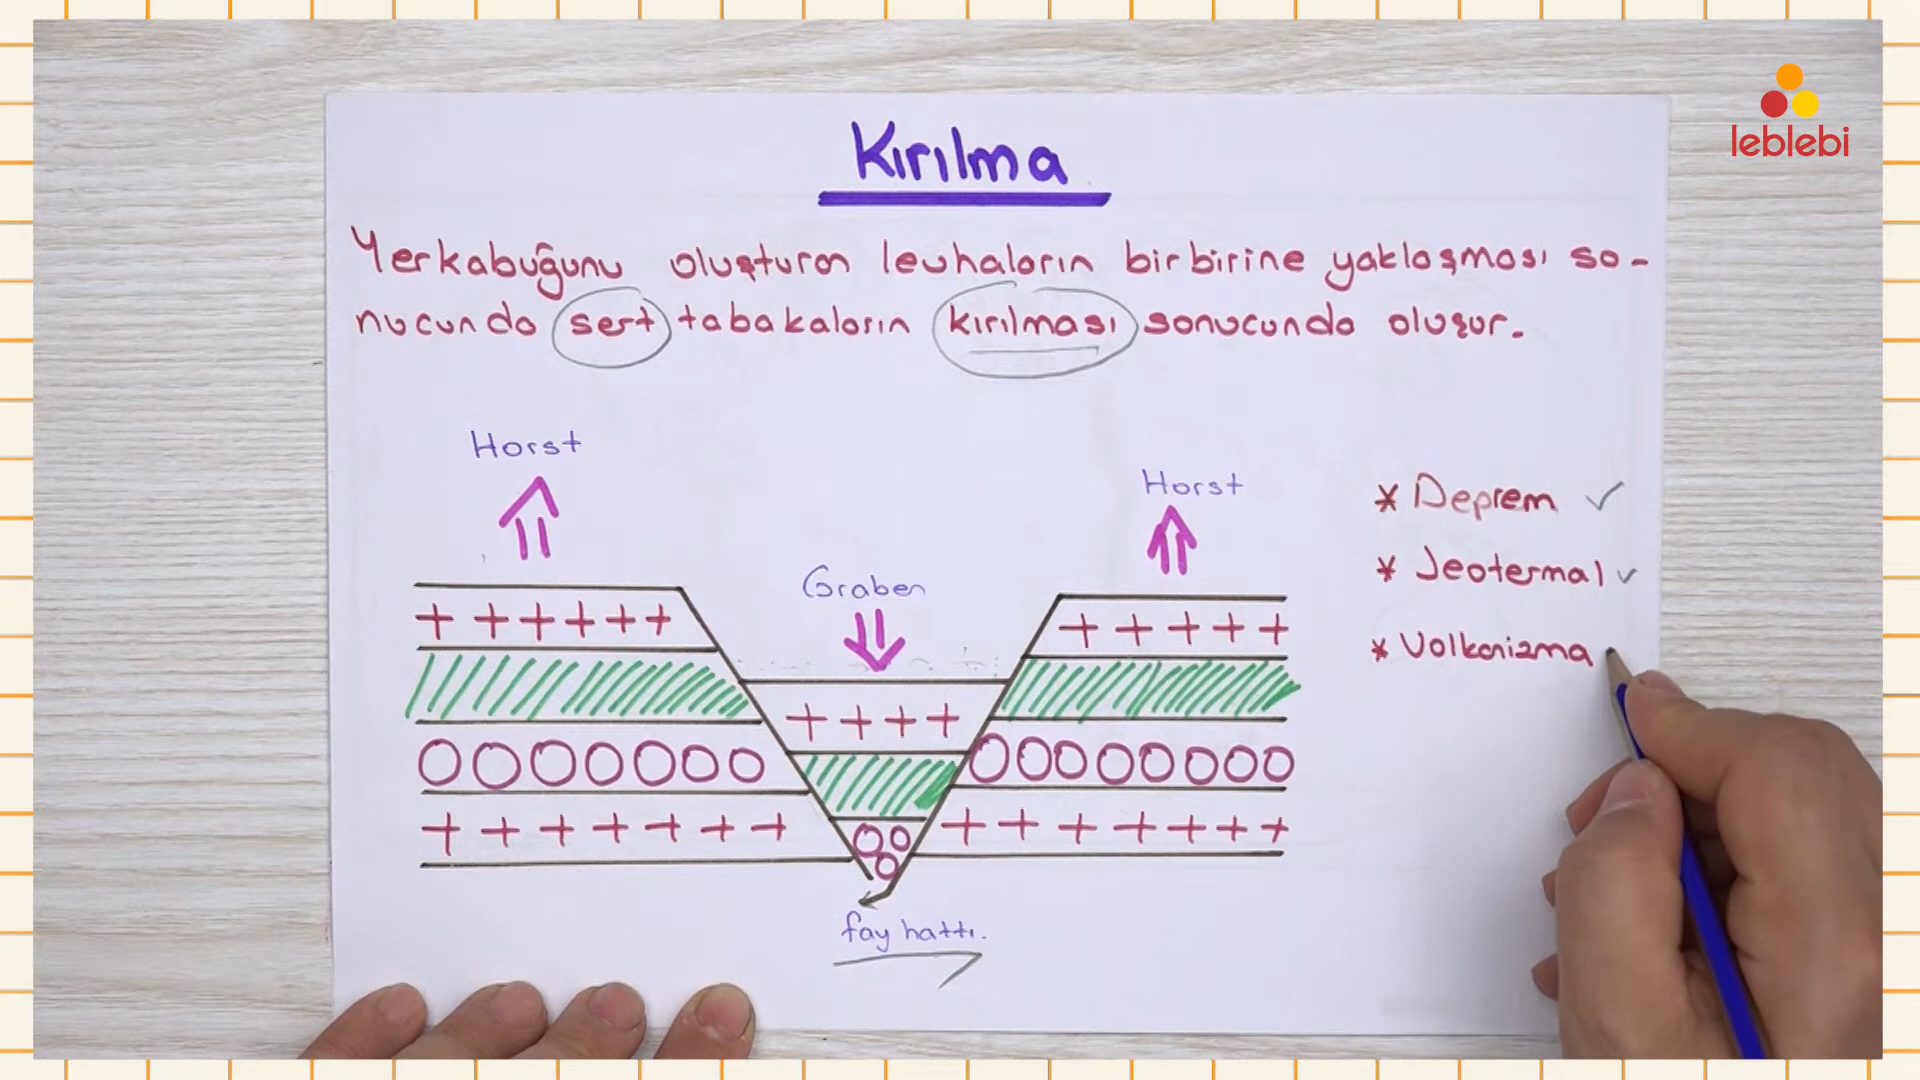 leblebi
Kırılma
Yerkabuğunu oluşturan levhaların birbirine yaklaşması so-
nucunda sert tabakaların kırılması sonucunda oluşur.
Horst
Horst
Graben
fay hattı.
* Deprem ✓
* Jeotermal ✓
* Volkanizma